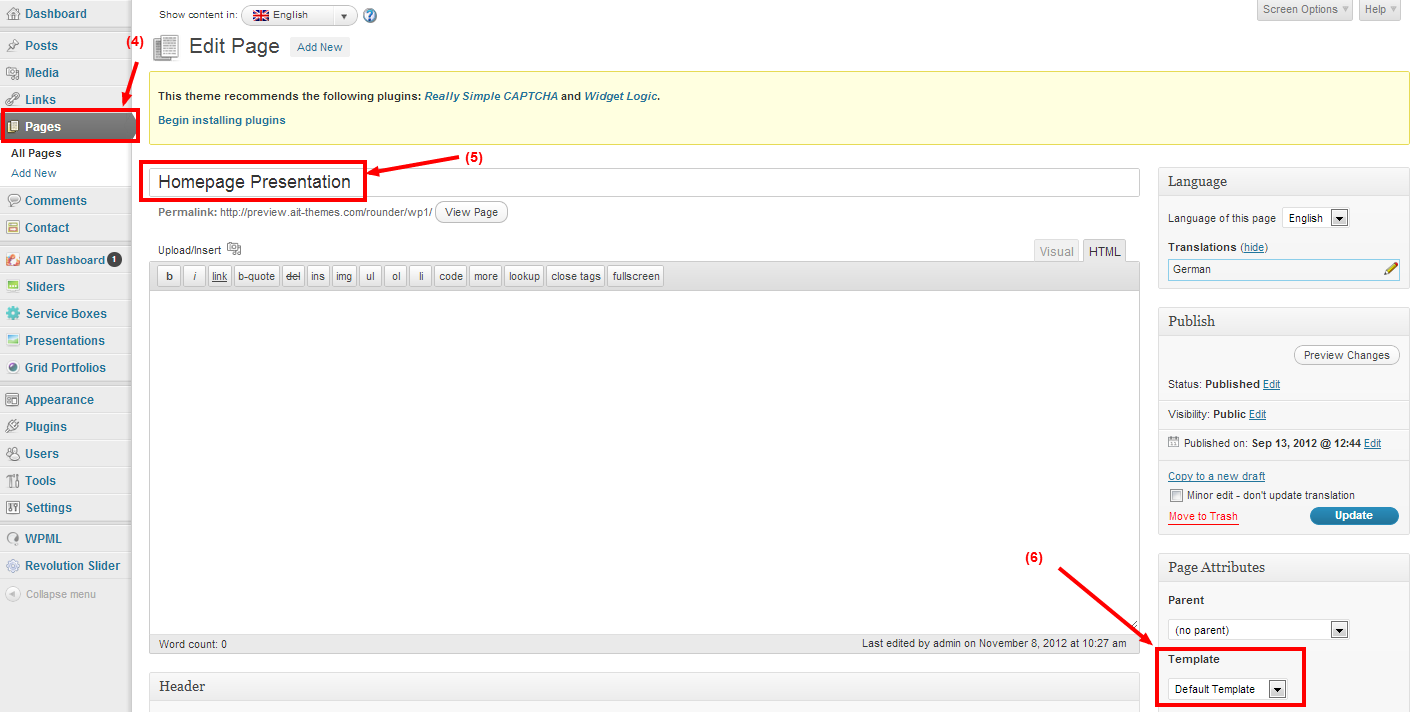 Dashboard
Posts
Media
Links
Pages
All Pages
Add New
Comments
Contact
AIT Dashboard 1
Sliders
Service Boxes
Presentations
Grid Portfolios
Appearance
Plugins
Users
Tools
Settings
WPML
Revolution Slider
Collapse menu
(4)
Show content in: English ?
Screen Options Help
Edit Page Add New
This theme recommends the following plugins: Really Simple CAPTCHA and Widget Logic.
Begin installing plugins
(5)
Homepage Presentation
Permalink: http://preview.ait-themes.com/rounder/wp1/ View Page
Upload/Insert
Visual HTML
b i link b-quote del ins img ul ol li code more lookup close tags fullscreen
Word count: 0 Last edited by admin on November 8, 2012 at 10:27 am
Header
Language
Language of this page English
Translations (hide)
German
Publish
Preview Changes
Status: Published Edit
Visibility: Public Edit
Published on: Sep 13, 2012 @ 12:44 Edit
Copy to a new draft
Minor edit - don't update translation
Move to Trash Update
(6)
Page Attributes
Parent
(no parent)
Template
Default Template